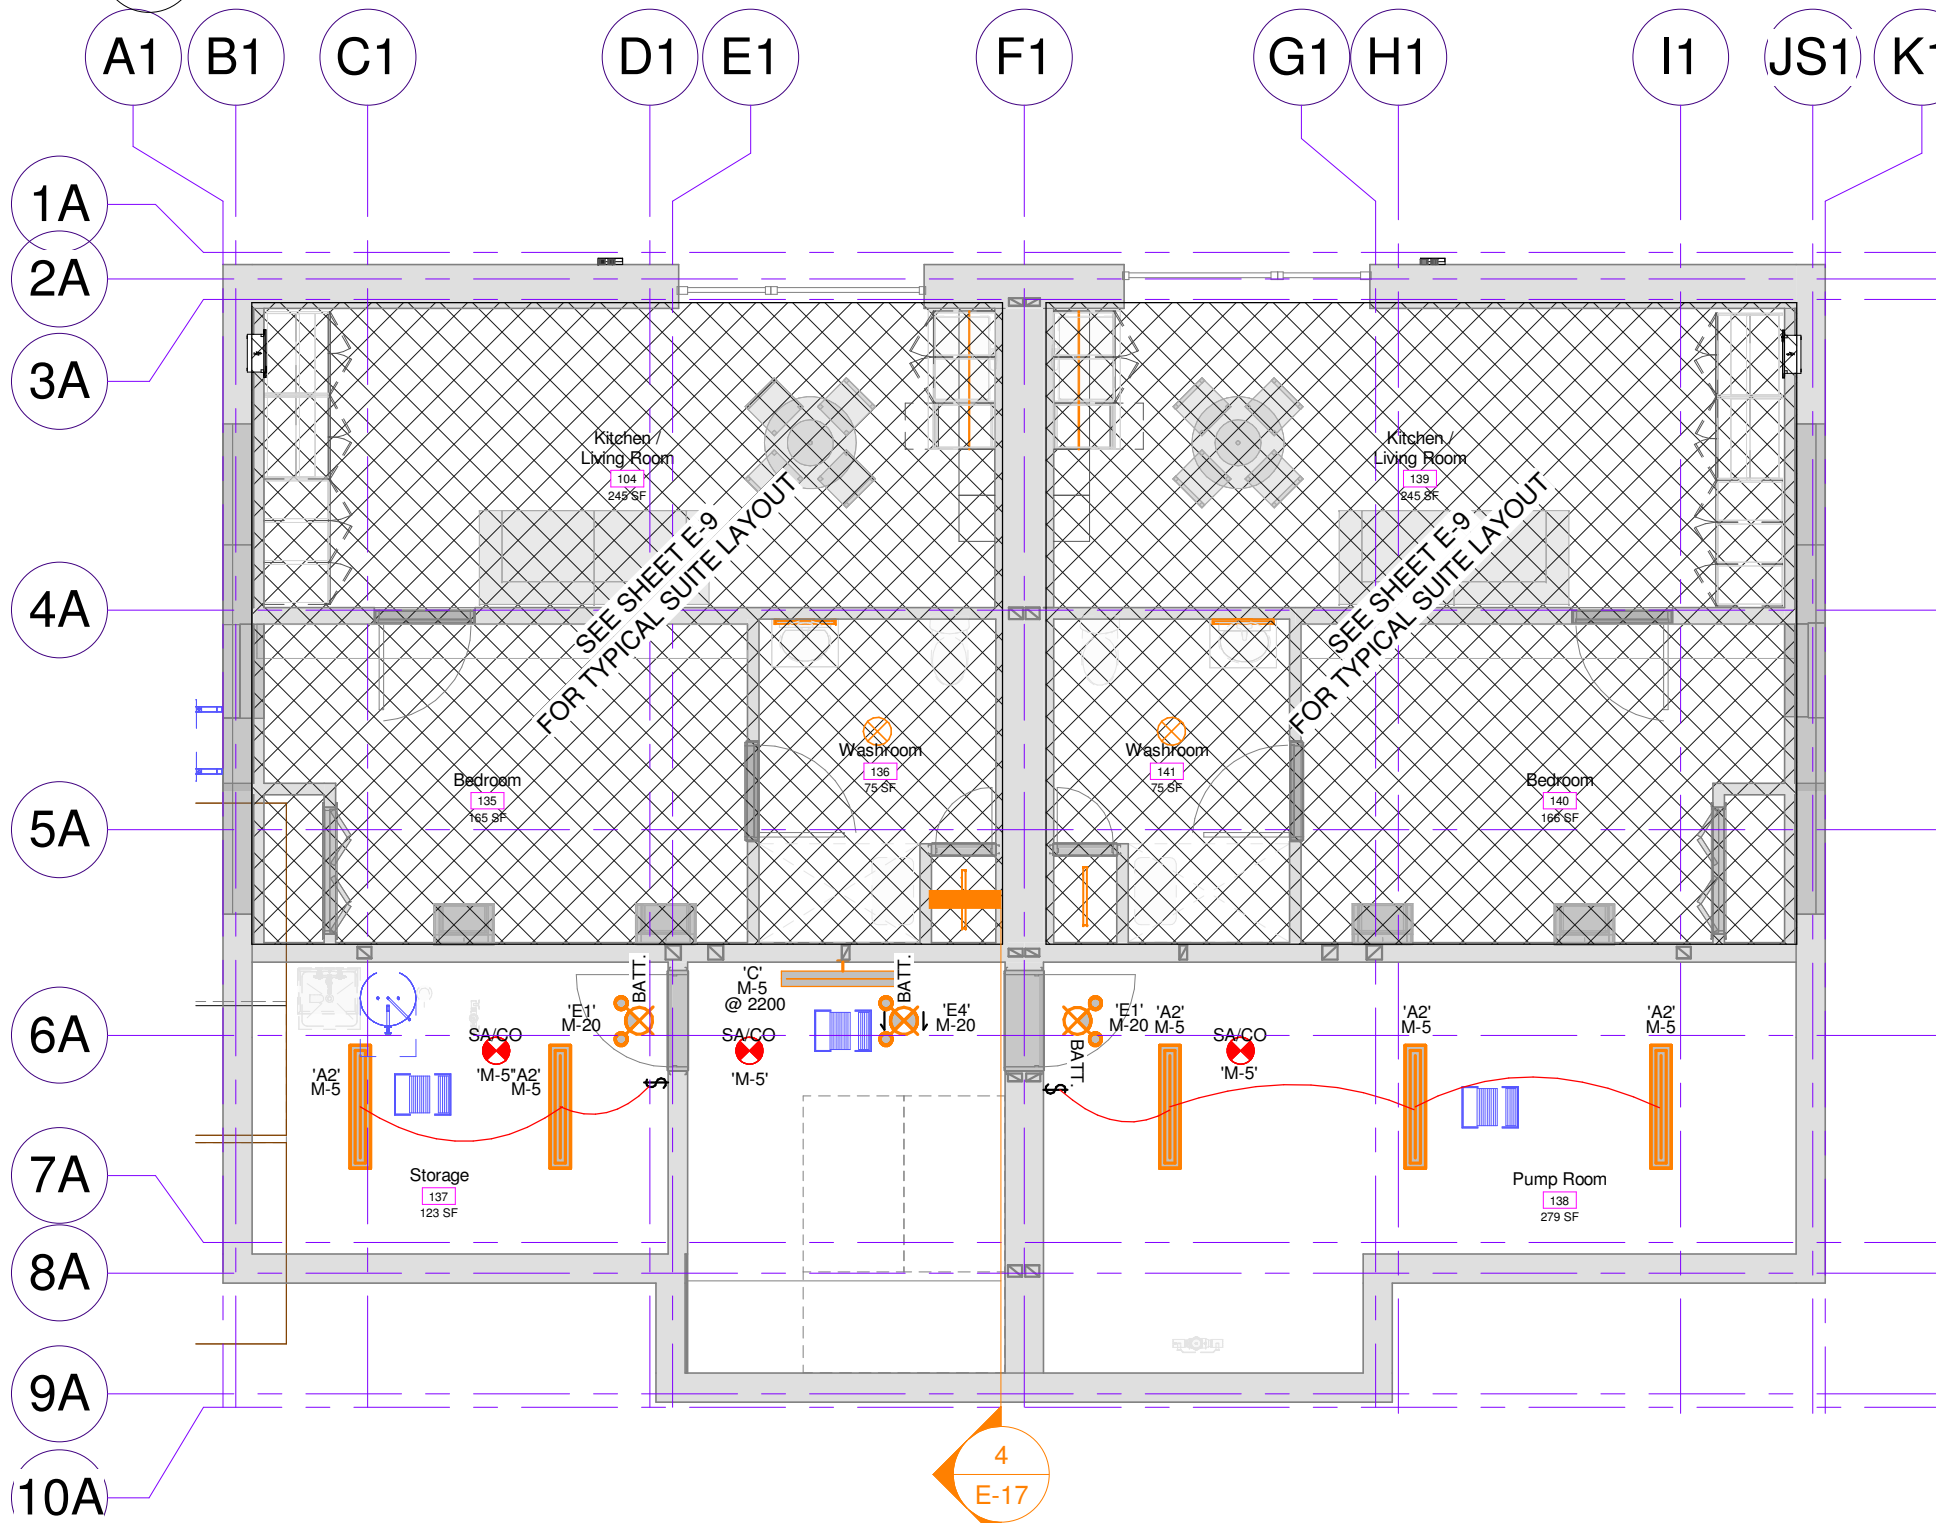 A1
B1
C1
D1
E1
F1
G1
H1
I1
JS1
K1
1A
2A
3A
4A
5A
6A
7A
8A
9A
10A
Kitchen /
Living Room
104
245 SF
Kitchen /
Living Room
139
245 SF
SEE SHEET E-9
FOR TYPICAL SUITE LAYOUT
SEE SHEET E-9
FOR TYPICAL SUITE LAYOUT
Bedroom
135
165 SF
Washroom
136
75 SF
Washroom
141
75 SF
Bedroom
140
166 SF
'E1'
M-20
BATT.
'C'
M-5
@ 2200
BATT.
'E4'
M-20
'E1'
M-20
BATT.
'A2'
M-5
'A2'
M-5
'A2'
M-5
SA/CO
'M-5'
SA/CO
'M-5'
SA/CO
'M-5'
'A2'
M-5
'A2'
M-5
$
$
Storage
137
123 SF
Pump Room
138
279 SF
4
E-17